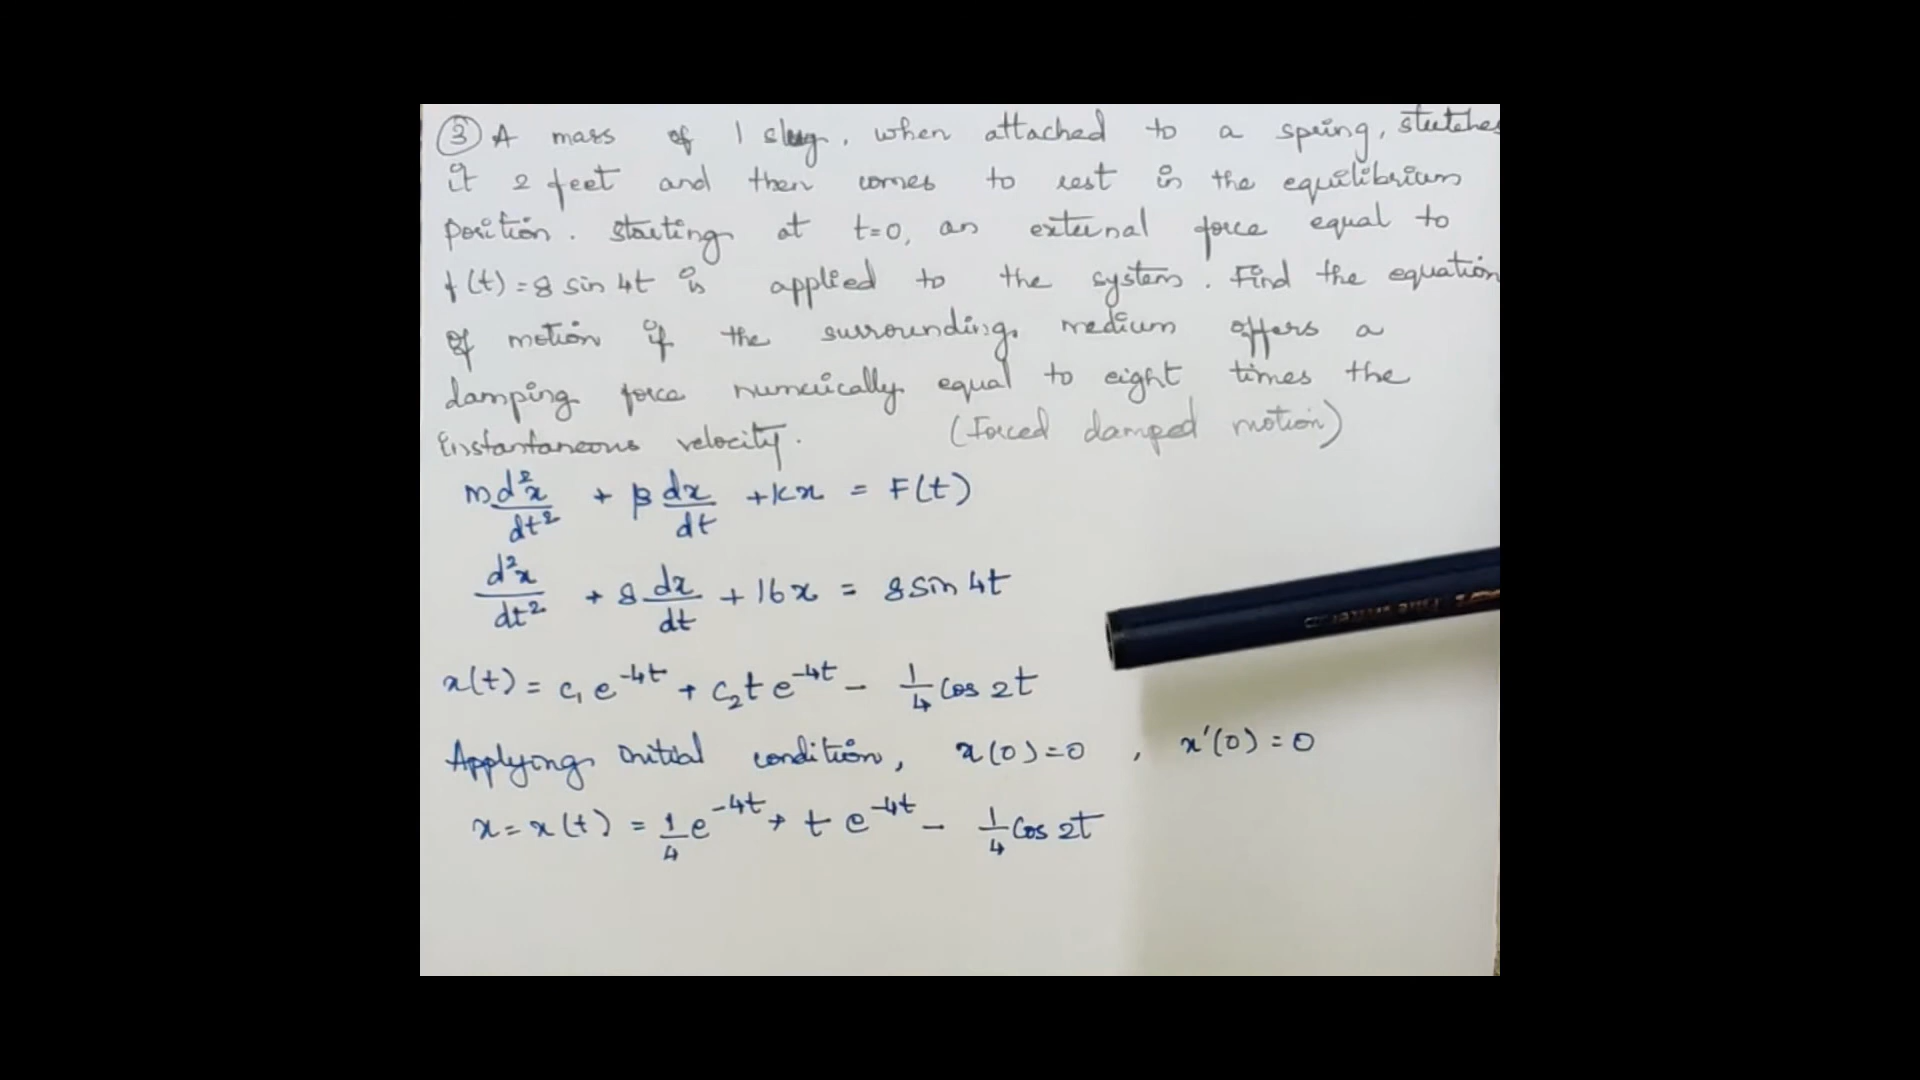 ③ A mass of 1 slug, when attached to a spring, stretches
it 2 feet and then comes to rest in the equilibrium
position. Starting at t=0, an external force equal to
f(t)=8 sin 4t is applied to the system. Find the equation
of motion if the surrounding medium offers a
damping force numerically equal to eight times the
instantaneous velocity. (Forced damped motion)
m d²x/dt² + β dx/dt + kx = F(t)
d²x/dt² + 8 dx/dt + 16x = 8 sin 4t
x(t) = c₁ e^-4t + c₂ t e^-4t - 1/4 cos 2t
Applying initial condition, x(0)=0 , x'(0)=0
x = x(t) = 1/4 e^-4t + t e^-4t - 1/4 cos 2t